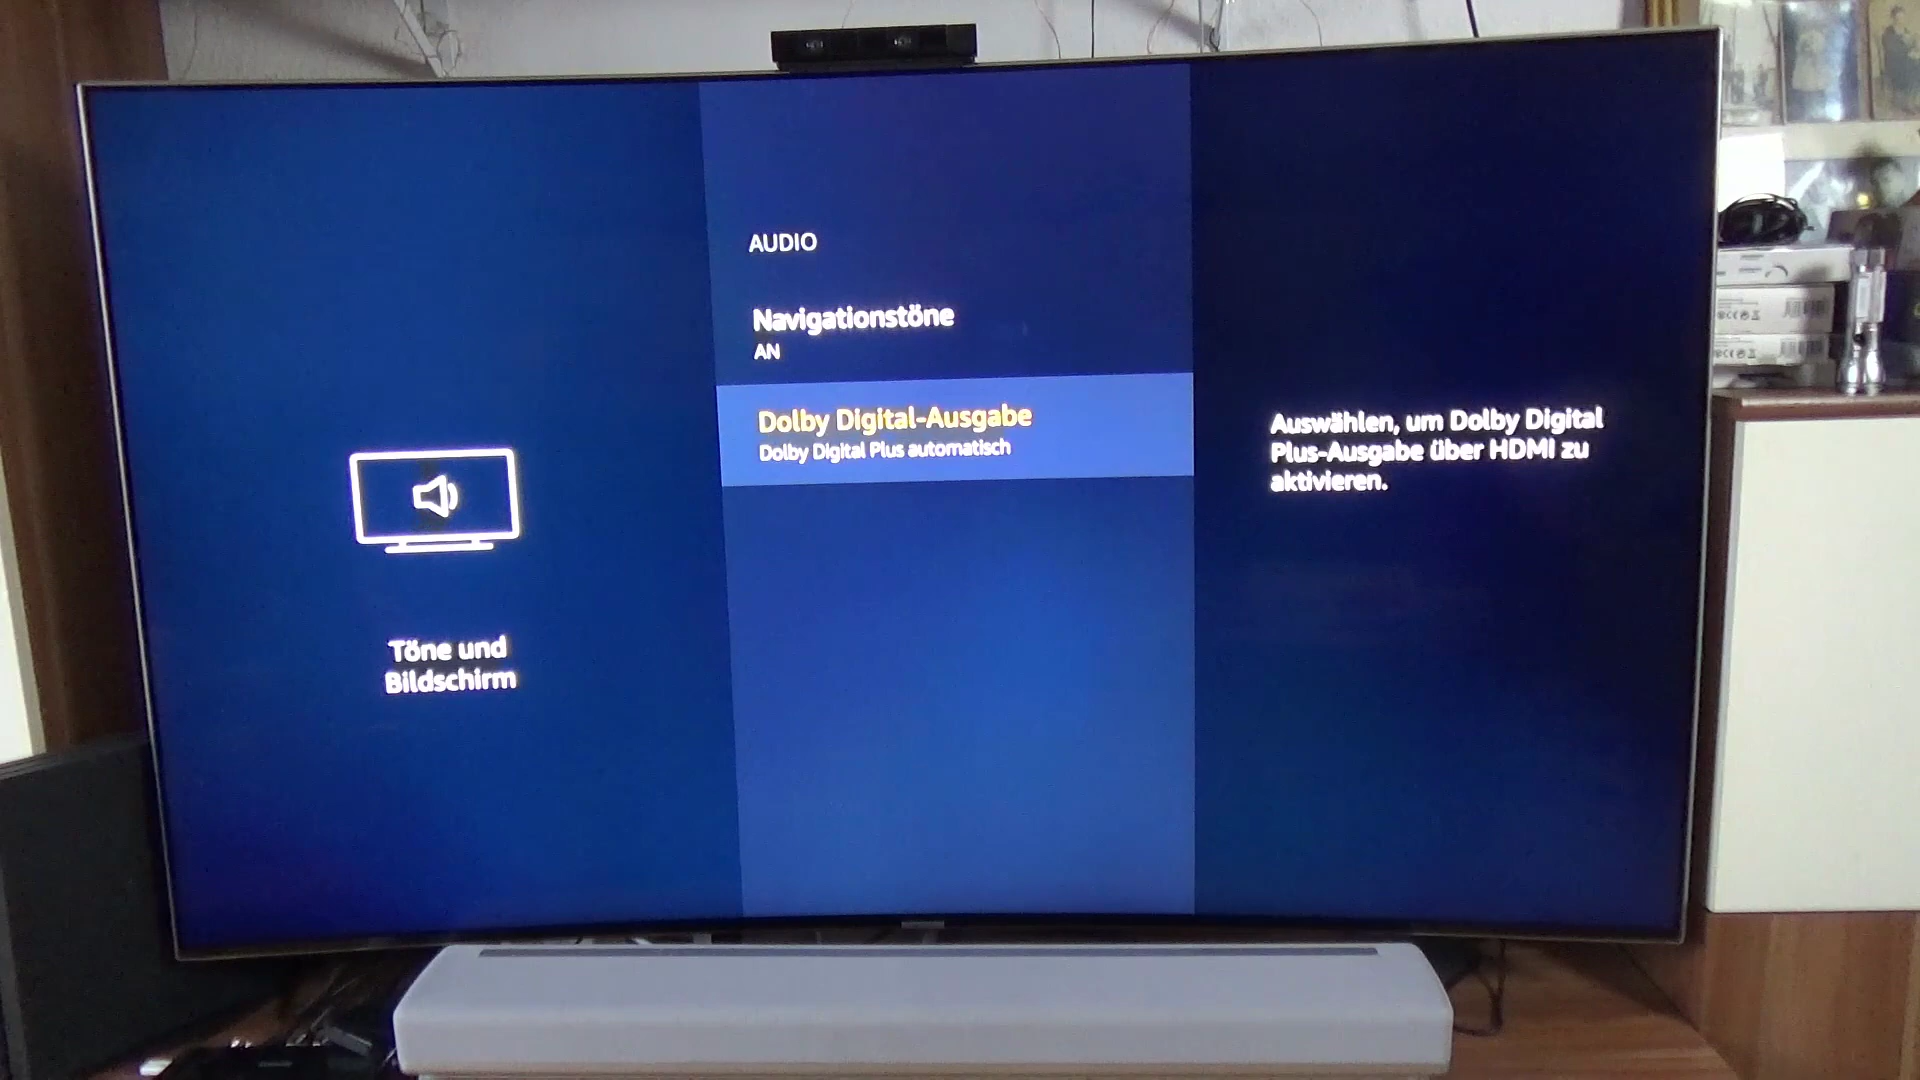 AUDIO
Navigationstöne
AN
Dolby Digital-Ausgabe
Dolby Digital Plus automatisch
Auswählen, um Dolby Digital
Plus-Ausgabe über HDMI zu
aktivieren.
Töne und
Bildschirm